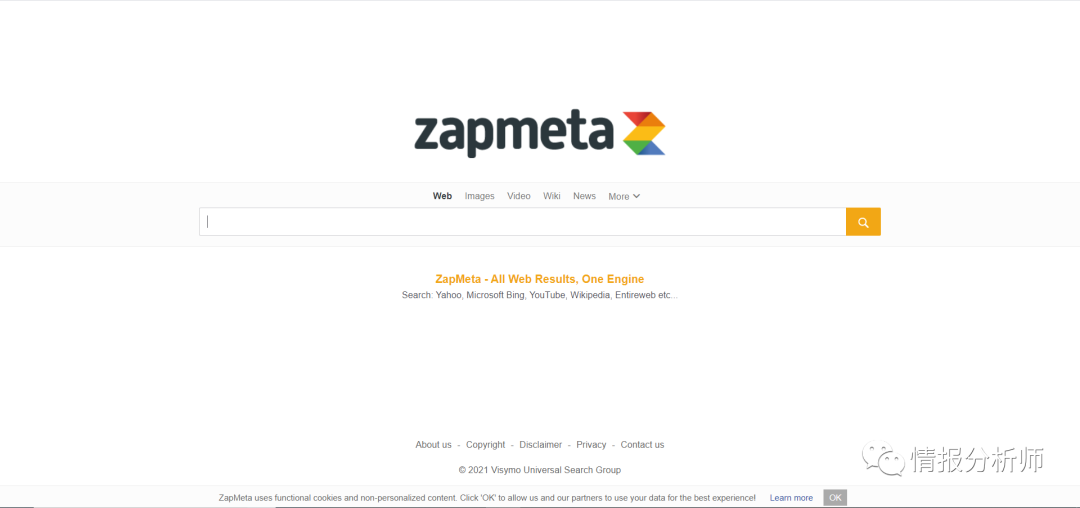 zapmeta
Web Images Video Wiki News More
ZapMeta - All Web Results, One Engine
Search: Yahoo, Microsoft Bing, YouTube, Wikipedia, Entireweb etc...
About us - Copyright - Disclaimer - Privacy - Contact us
情报分析师
© 2021 Visymo Universal Search Group
ZapMeta uses functional cookies and non-personalized content. Click 'OK' to allow us and our partners to use your data for the best experience! Learn more OK